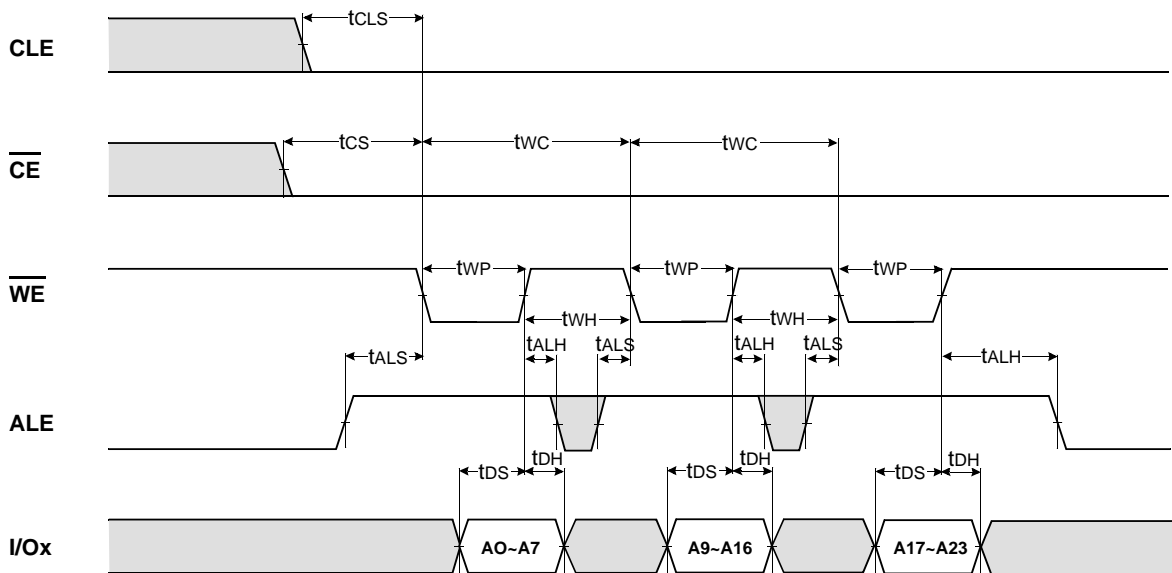 CLE
tCLS
CE
tCS
tWC
tWC
WE
tWP
tWP
tWP
tWH
tWH
tALS
tALH
tALS
tALH
tALS
tALH
ALE
tDS
tDH
tDS
tDH
tDS
tDH
I/Ox
AO~A7
A9~A16
A17~A23